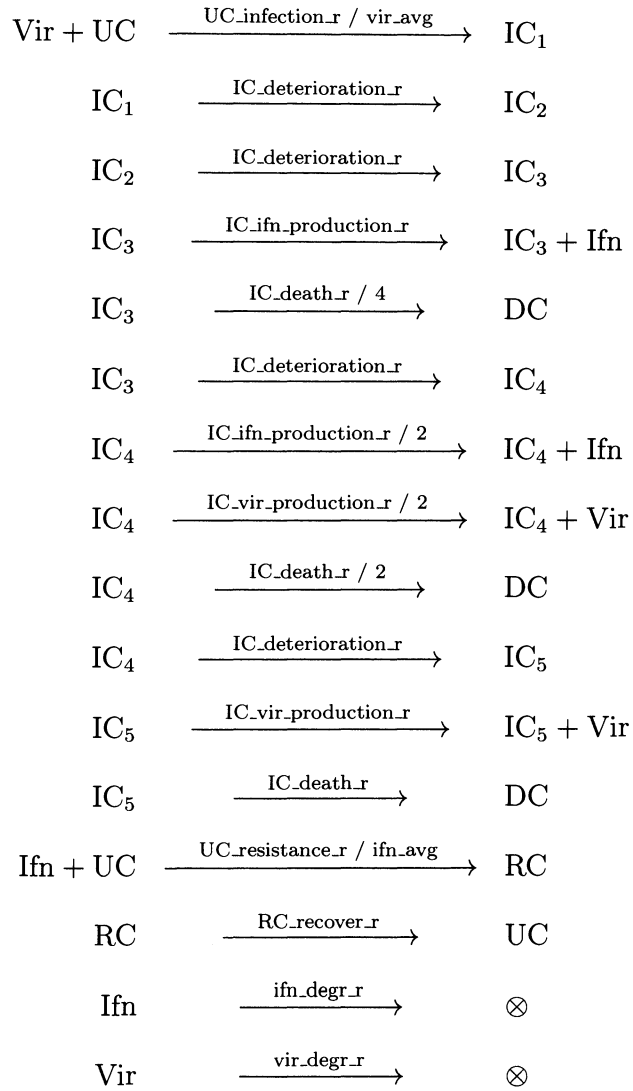 Vir + UC UC_infection_r / vir_avg IC₁
IC₁ IC_deterioration_r IC₂
IC₂ IC_deterioration_r IC₃
IC₃ IC_ifn_production_r IC₃ + Ifn
IC₃ IC_death_r / 4 DC
IC₃ IC_deterioration_r IC₄
IC₄ IC_ifn_production_r / 2 IC₄ + Ifn
IC₄ IC_vir_production_r / 2 IC₄ + Vir
IC₄ IC_death_r / 2 DC
IC₄ IC_deterioration_r IC₅
IC₅ IC_vir_production_r IC₅ + Vir
IC₅ IC_death_r DC
Ifn + UC UC_resistance_r / ifn_avg RC
RC RC_recover_r UC
Ifn ifn_degr_r ⊗
Vir vir_degr_r ⊗